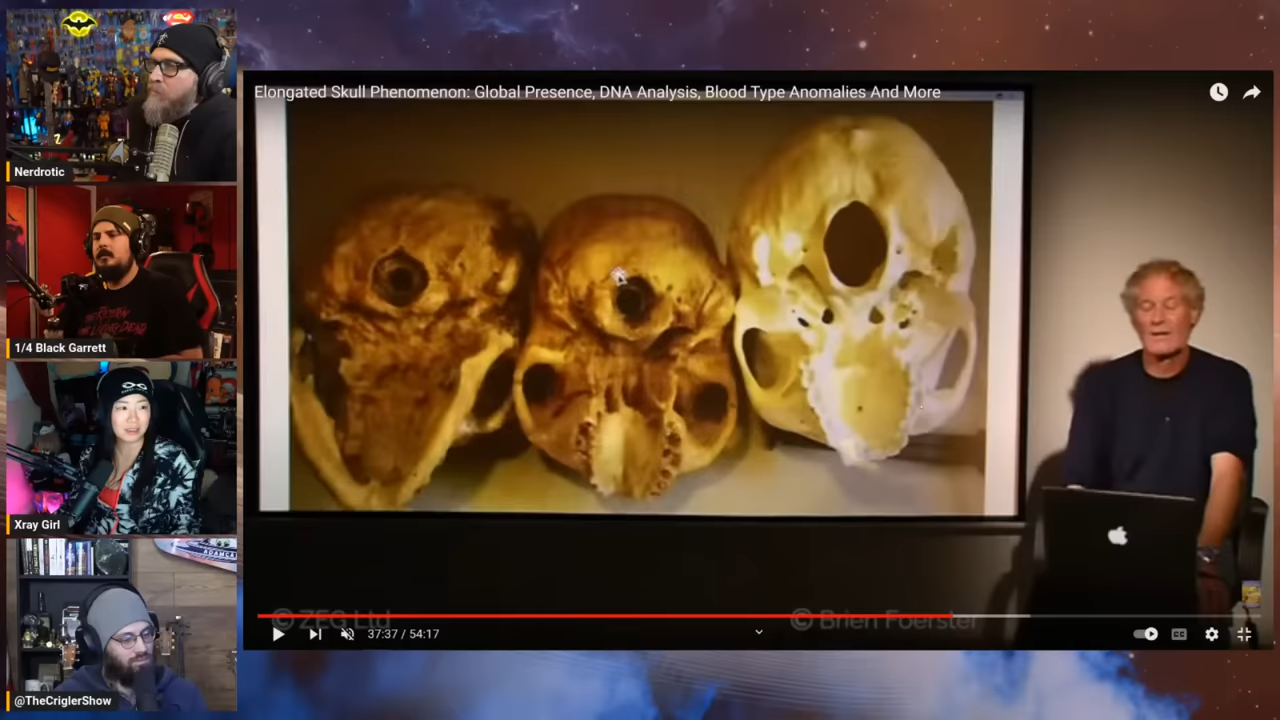 Nerdrotic
1/4 Black Garrett
Xray Girl
@TheCriglerShow
Elongated Skull Phenomenon: Global Presence, DNA Analysis, Blood Type Anomalies And More
© ZEG Ltd
© Brien Foerster
37:37 / 54:17
CC